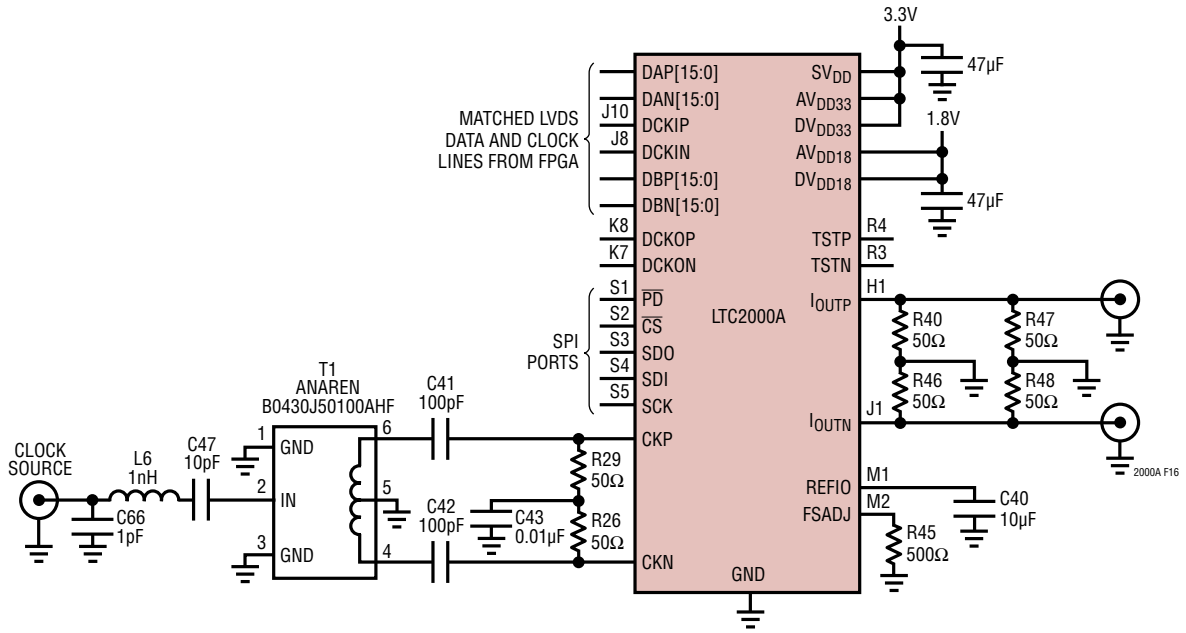 3.3V
47µF
1.8V
47µF
MATCHED LVDS
DATA AND CLOCK
LINES FROM FPGA
DAP[15:0]
DAN[15:0]
J10
DCKIP
J8
DCKIN
DBP[15:0]
DBN[15:0]
K8
DCKOP
K7
DCKON
SPI
PORTS
S1
PD
S2
CS
S3
SDO
S4
SDI
S5
SCK
CKP
CKN
LTC2000A
GND
SVDD
AVDD33
DVDD33
AVDD18
DVDD18
TSTP
R4
TSTN
R3
IOUTP
H1
R40
50Ω
R47
50Ω
R46
50Ω
R48
50Ω
IOUTN
J1
REFIO
M1
FSADJ
M2
C40
10µF
R45
500Ω
2000A F16
CLOCK
SOURCE
L6
1nH
C47
10pF
C66
1pF
T1
ANAREN
B0430J50100AHF
1
GND
2
IN
3
GND
6
5
4
C41
100pF
C42
100pF
C43
0.01µF
R29
50Ω
R26
50Ω